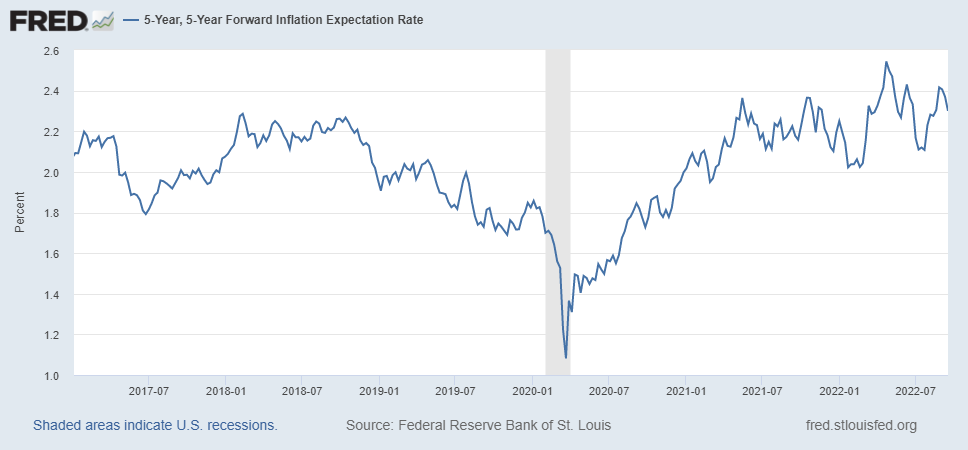 FRED
5-Year, 5-Year Forward Inflation Expectation Rate
Percent
2.6
2.4
2.2
2.0
1.8
1.6
1.4
1.2
1.0
2017-07 2018-01 2018-07 2019-01 2019-07 2020-01 2020-07 2021-01 2021-07 2022-01 2022-07
Shaded areas indicate U.S. recessions. Source: Federal Reserve Bank of St. Louis fred.stlouisfed.org